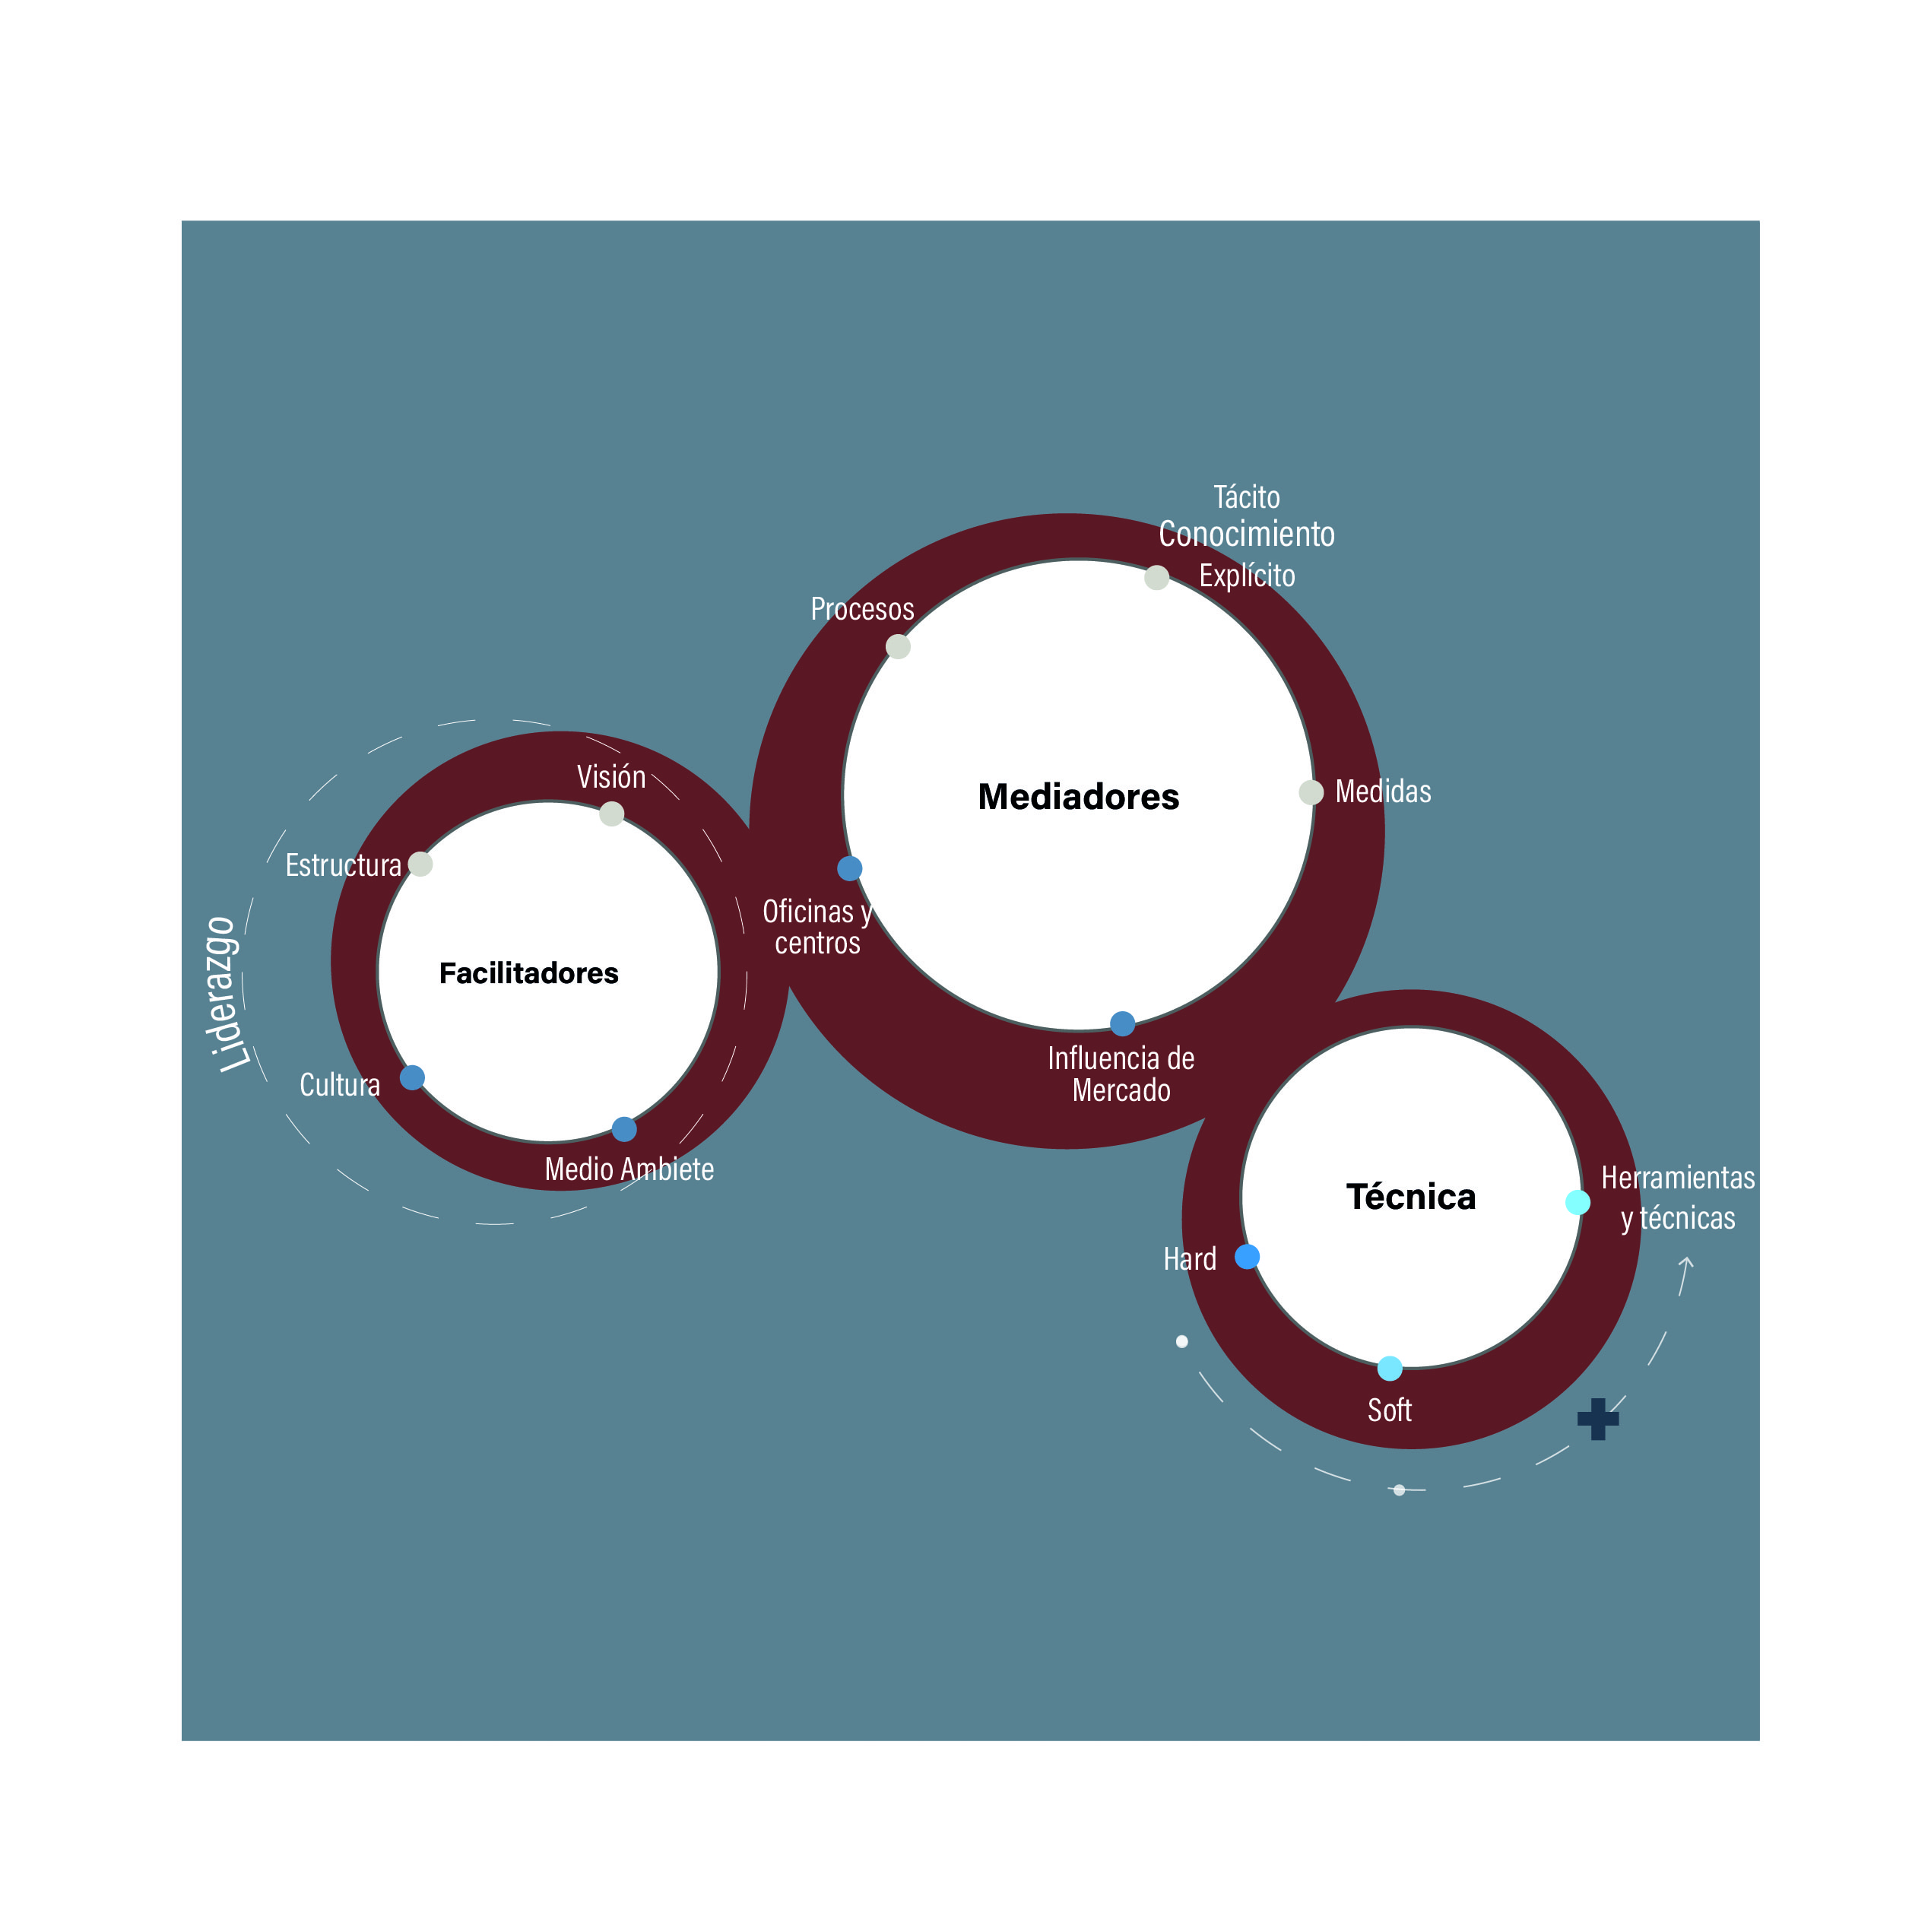 Tácito
Conocimiento
Explícito
Procesos
Mediadores
Medidas
Oficinas y
centros
Influencia de
Mercado
Visión
Estructura
Liderazgo
Facilitadores
Cultura
Medio Ambiete
Técnica
Herramientas
y técnicas
Hard
Soft